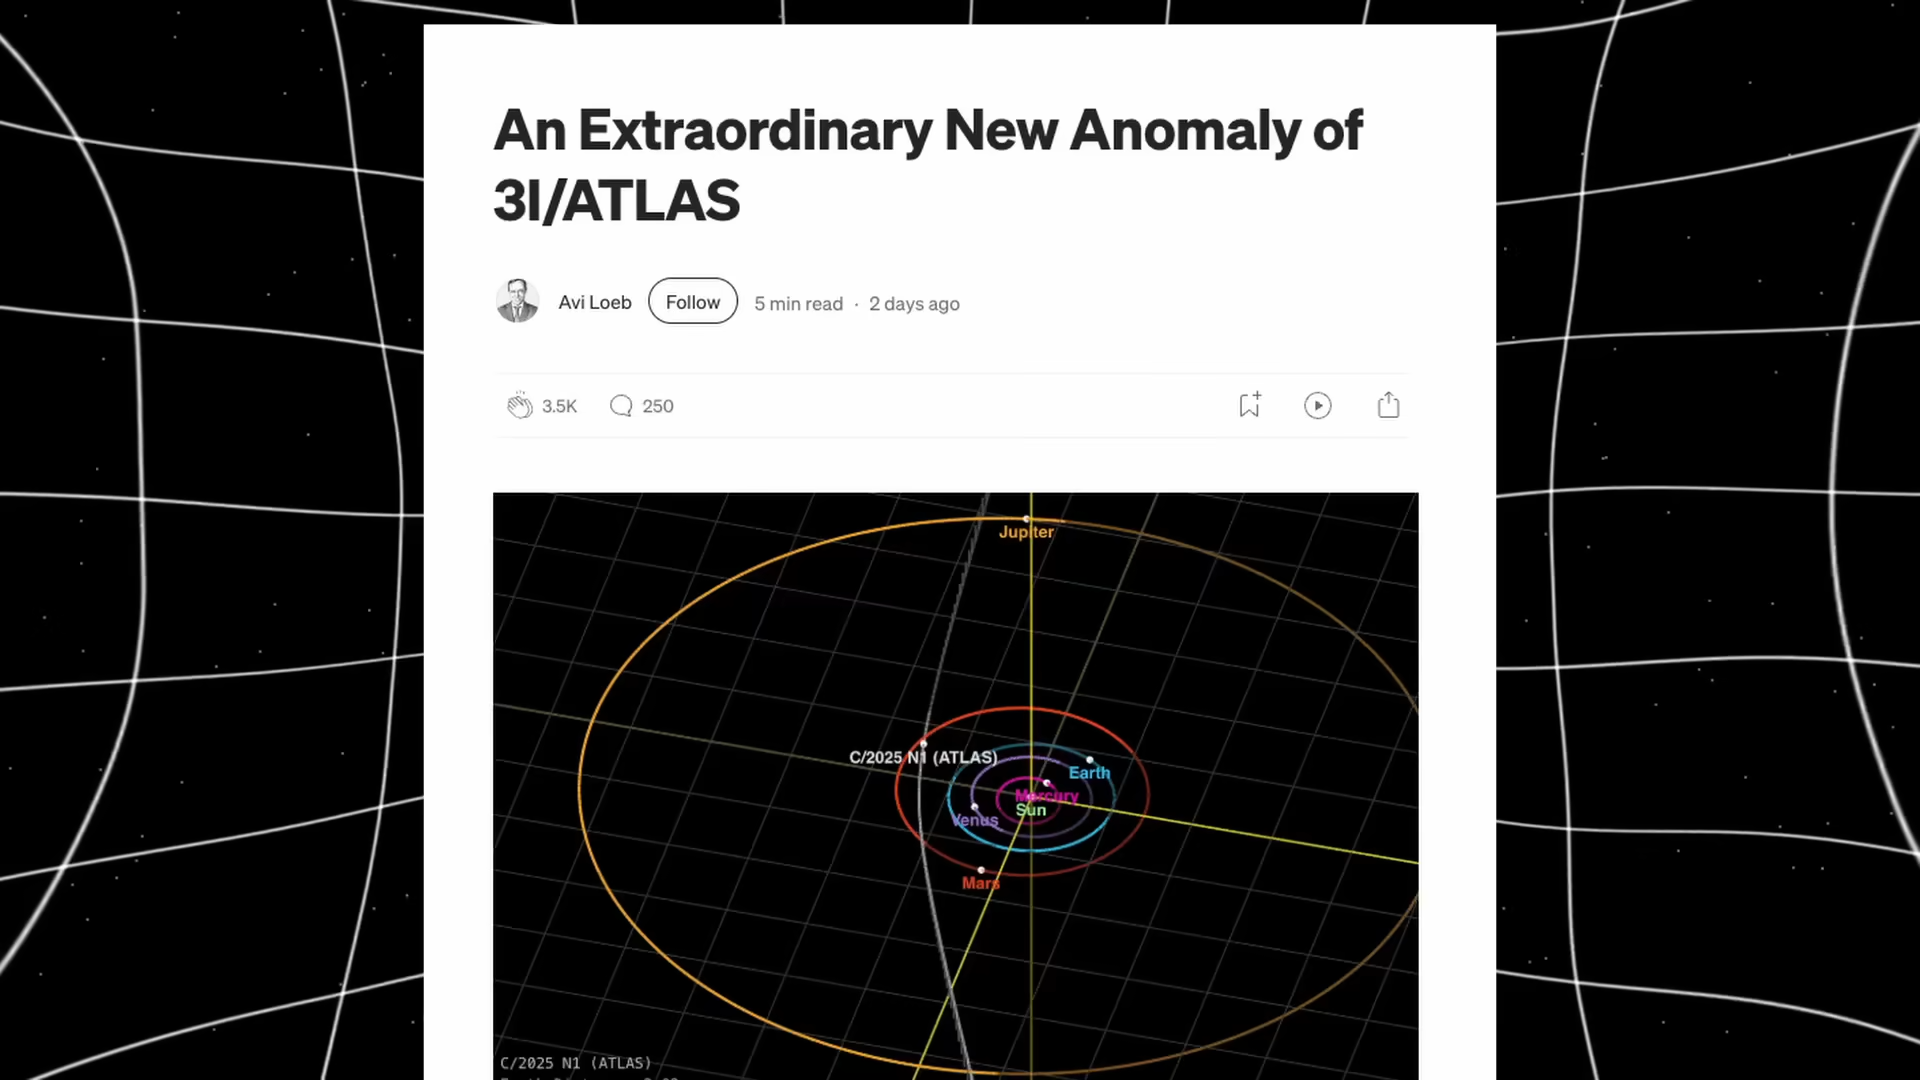 An Extraordinary New Anomaly of
3I/ATLAS
Avi Loeb Follow 5 min read · 2 days ago
3.5K 250
Jupiter
C/2025 N1 (ATLAS)
Earth
Mercury
Sun
Venus
Mars
C/2025 N1 (ATLAS)